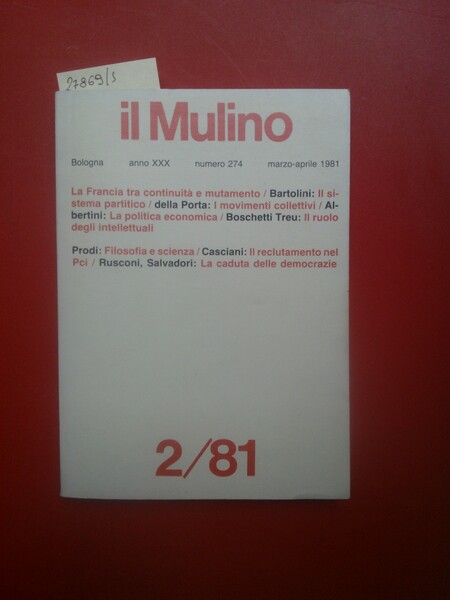 27869/s
il Mulino
Bologna anno XXX numero 274 marzo-aprile 1981
La Francia tra continuità e mutamento / Bartolini: Il si-
stema partitico / della Porta: I movimenti collettivi / Al-
bertini: La politica economica / Boschetti Treu: Il ruolo
degli intellettuali
Prodi: Filosofia e scienza / Casciani: Il reclutamento nel
Pci / Rusconi, Salvadori: La caduta delle democrazie
2/81